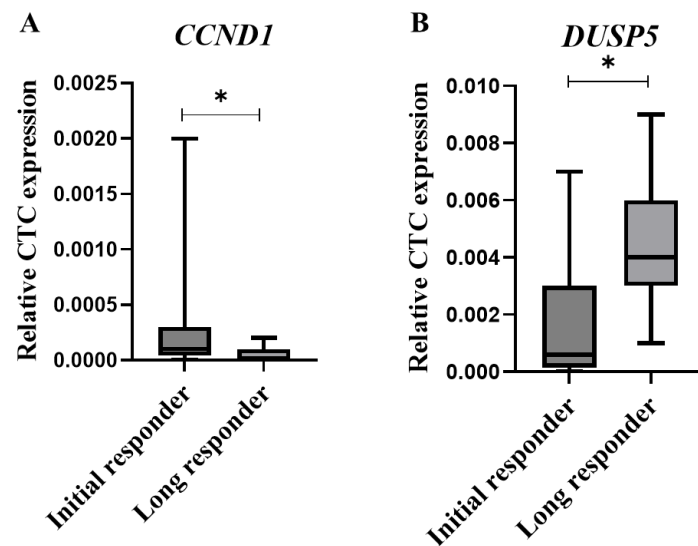 A
CCND1
Relative CTC expression
0.0025
0.0020
0.0015
0.0010
0.0005
0.0000
*
Initial responder
Long responder
B
DUSP5
Relative CTC expression
0.010
0.008
0.006
0.004
0.002
0.000
*
Initial responder
Long responder